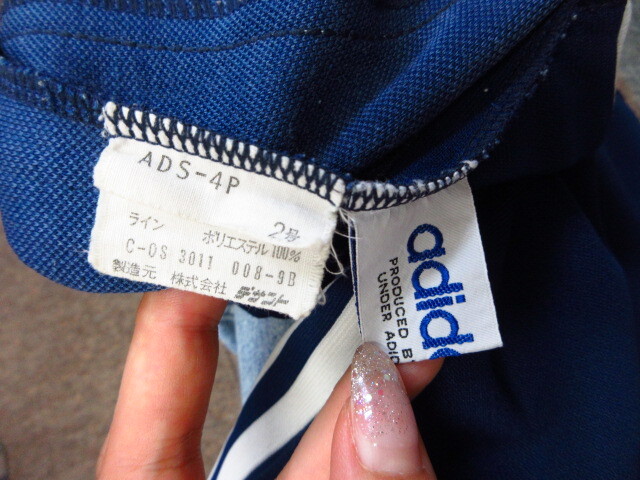 ADS-4P
2号
ライン ポリエステル100%
C-OS 3011 008-9B
製造元 株式会社
adid
PRODUCED B
UNDER ADID